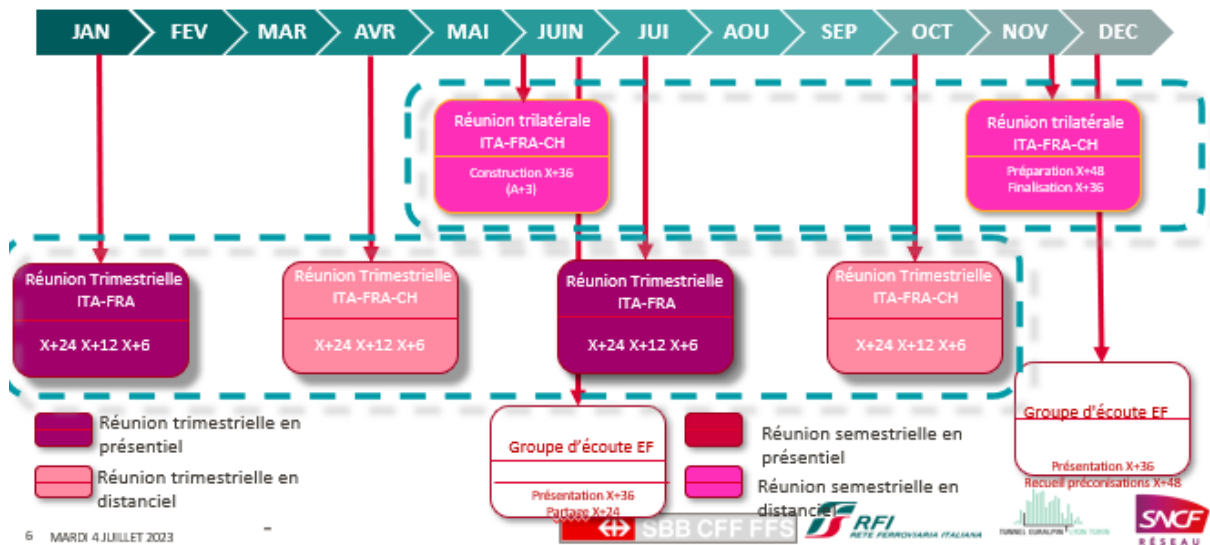 JAN FEV MAR AVR MAI JUIN JUI AOU SEP OCT NOV DEC
Réunion trilatérale
ITA-FRA-CH
Construction X+36
(A+3)
Réunion trilatérale
ITA-FRA-CH
Préparation X+48
Finalisation X+36
Réunion Trimestrielle
ITA-FRA
X+24 X+12 X+6
Réunion Trimestrielle
ITA-FRA-CH
X+24 X+12 X+6
Réunion Trimestrielle
ITA-FRA
X+24 X+12 X+6
Réunion Trimestrielle
ITA-FRA-CH
X+24 X+12 X+6
Groupe d'écoute EF
Présentation X+36
Partage X+24
Groupe d'écoute EF
Présentation X+36
Recueil préconisations X+48
Réunion trimestrielle en
présentiel
Réunion trimestrielle en
distanciel
Réunion semestrielle en
présentiel
Réunion semestrielle en
distanciel
6 MARDI 4 JUILLET 2023
SBB CFF FFS
RFI
RETE FERROVIARIA ITALIANA
TUNNEL EURALPIN LYON TURIN
SNCF
RÉSEAU